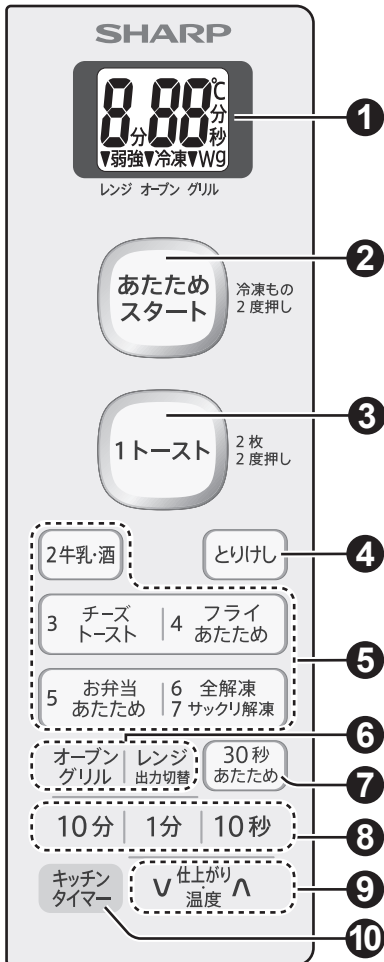 SHARP
8分88℃分秒
▼弱強▼冷凍▼Wg
レンジ オーブン グリル
1
あたため
スタート
冷凍もの
2度押し
2
1トースト
2枚
2度押し
3
2牛乳・酒
とりけし
4
3 チーズ
トースト
4 フライ
あたため
5 お弁当
あたため
6 全解凍
7 サックリ解凍
5
オーブン
グリル
レンジ
出力切替
6
30秒
あたため
7
10分 1分 10秒
8
キッチン
タイマー
∨ 仕上がり・温度 ∧
9
10